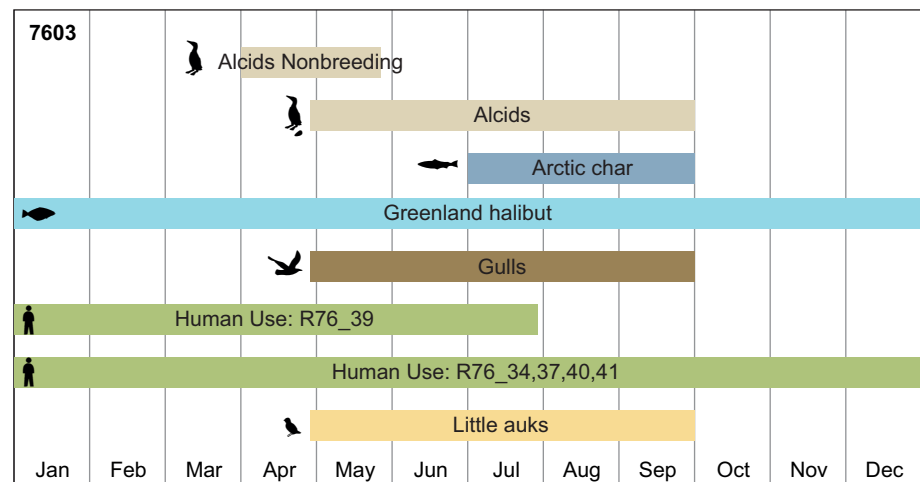 7603
Alcids Nonbreeding
Alcids
Arctic char
Greenland halibut
Gulls
Human Use: R76_39
Human Use: R76_34,37,40,41
Little auks
Jan Feb Mar Apr May Jun Jul Aug Sep Oct Nov Dec